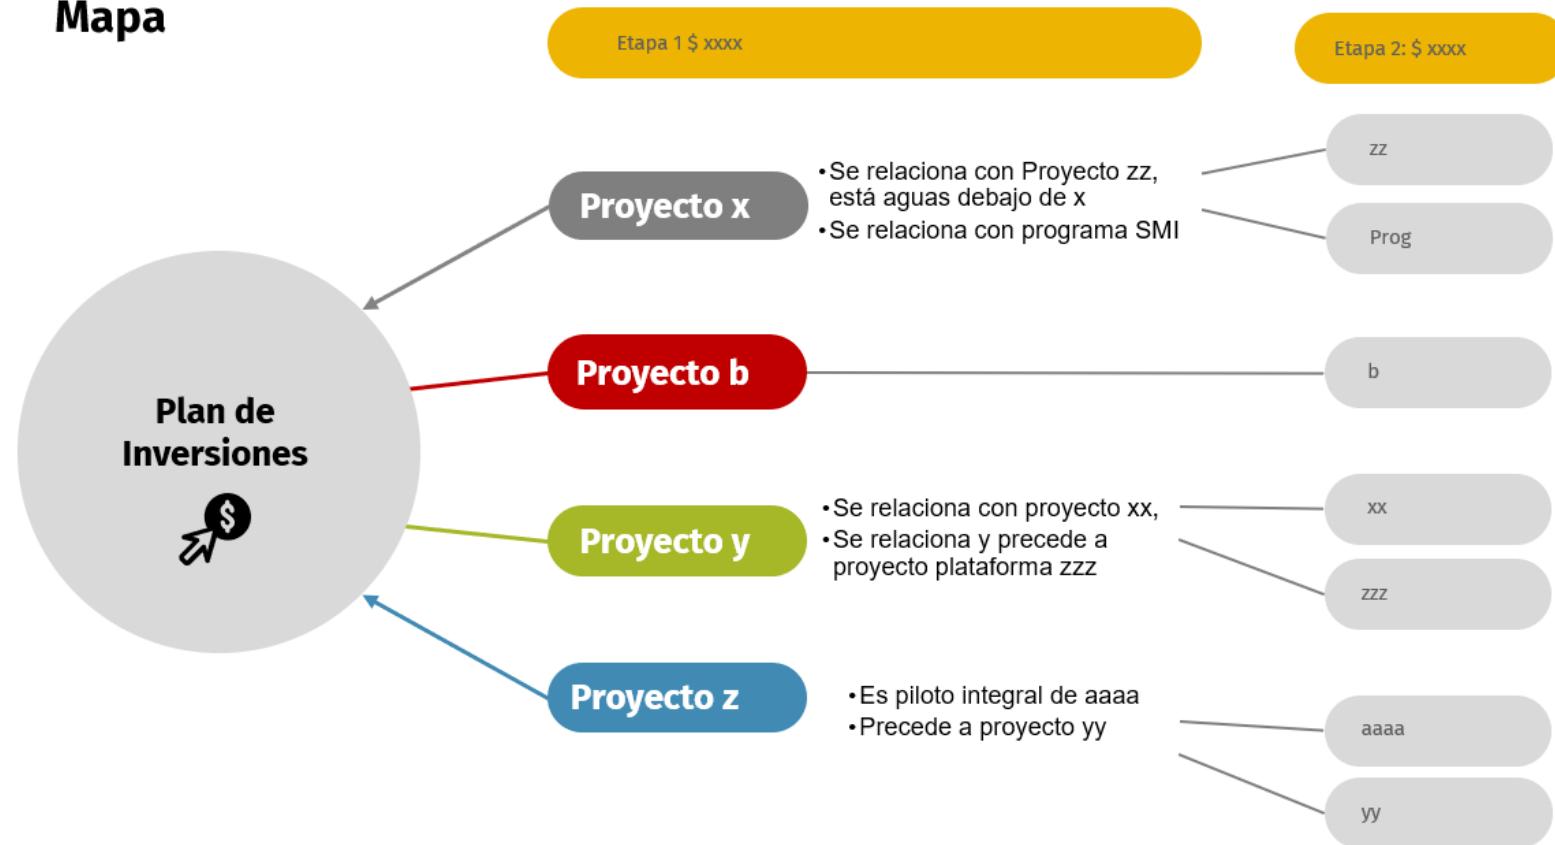 Mapa
Etapa 1 $ xxxx
Etapa 2: $ xxxx
Plan de
Inversiones
$
Proyecto x
•Se relaciona con Proyecto zz,
está aguas debajo de x
•Se relaciona con programa SMI
zz
Prog
Proyecto b
b
Proyecto y
•Se relaciona con proyecto xx,
•Se relaciona y precede a
proyecto plataforma zzz
xx
zzz
Proyecto z
•Es piloto integral de aaaa
•Precede a proyecto yy
aaaa
yy